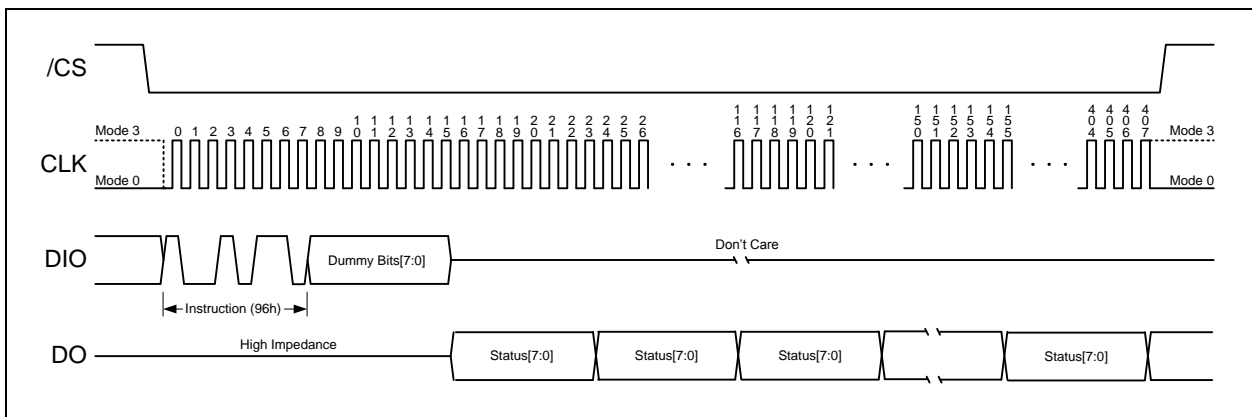 /CS
0 1 2 3 4 5 6 7 8 9 10 11 12 13 14 15 16 17 18 19 20 21 22 23 24 25 26 116 117 118 119 120 121 150 151 152 153 154 155 404 405 406 407
Mode 3 Mode 3
CLK . . . . . . . . .
Mode 0 Mode 0
Don't Care
DIO Dummy Bits[7:0]
Instruction (96h)
High Impedance
DO Status[7:0] Status[7:0] Status[7:0] Status[7:0]